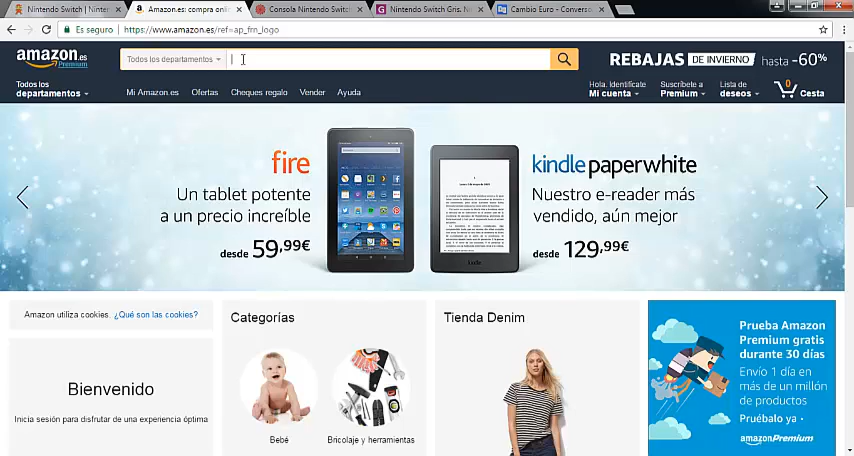 Nintendo Switch | Ninten
Amazon.es: compra onli
Consola Nintendo Switc
Nintendo Switch Gris. N
Cambio Euro - Converso
Es seguro
https://www.amazon.es/ref=ap_frn_logo
amazon.es
Premium
Todos los departamentos
REBAJAS DE INVIERNO hasta -60%
Todos los
departamentos
Mi Amazon.es
Ofertas
Cheques regalo
Vender
Ayuda
Hola. Identifícate
Mi cuenta
Suscríbete a
Premium
Lista de
deseos
0
Cesta
fire
Un tablet potente
a un precio increíble
desde 59,99€
kindle paperwhite
Nuestro e-reader más
vendido, aún mejor
desde 129,99€
kindle
Amazon utiliza cookies. ¿Qué son las cookies?
Bienvenido
Inicia sesión para disfrutar de una experiencia óptima
Categorías
Bebé
Bricolaje y herramientas
Tienda Denim
Prueba Amazon
Premium gratis
durante 30 días
Envío 1 día en
más de un millón
de productos
Pruébalo ya
amazonPremium